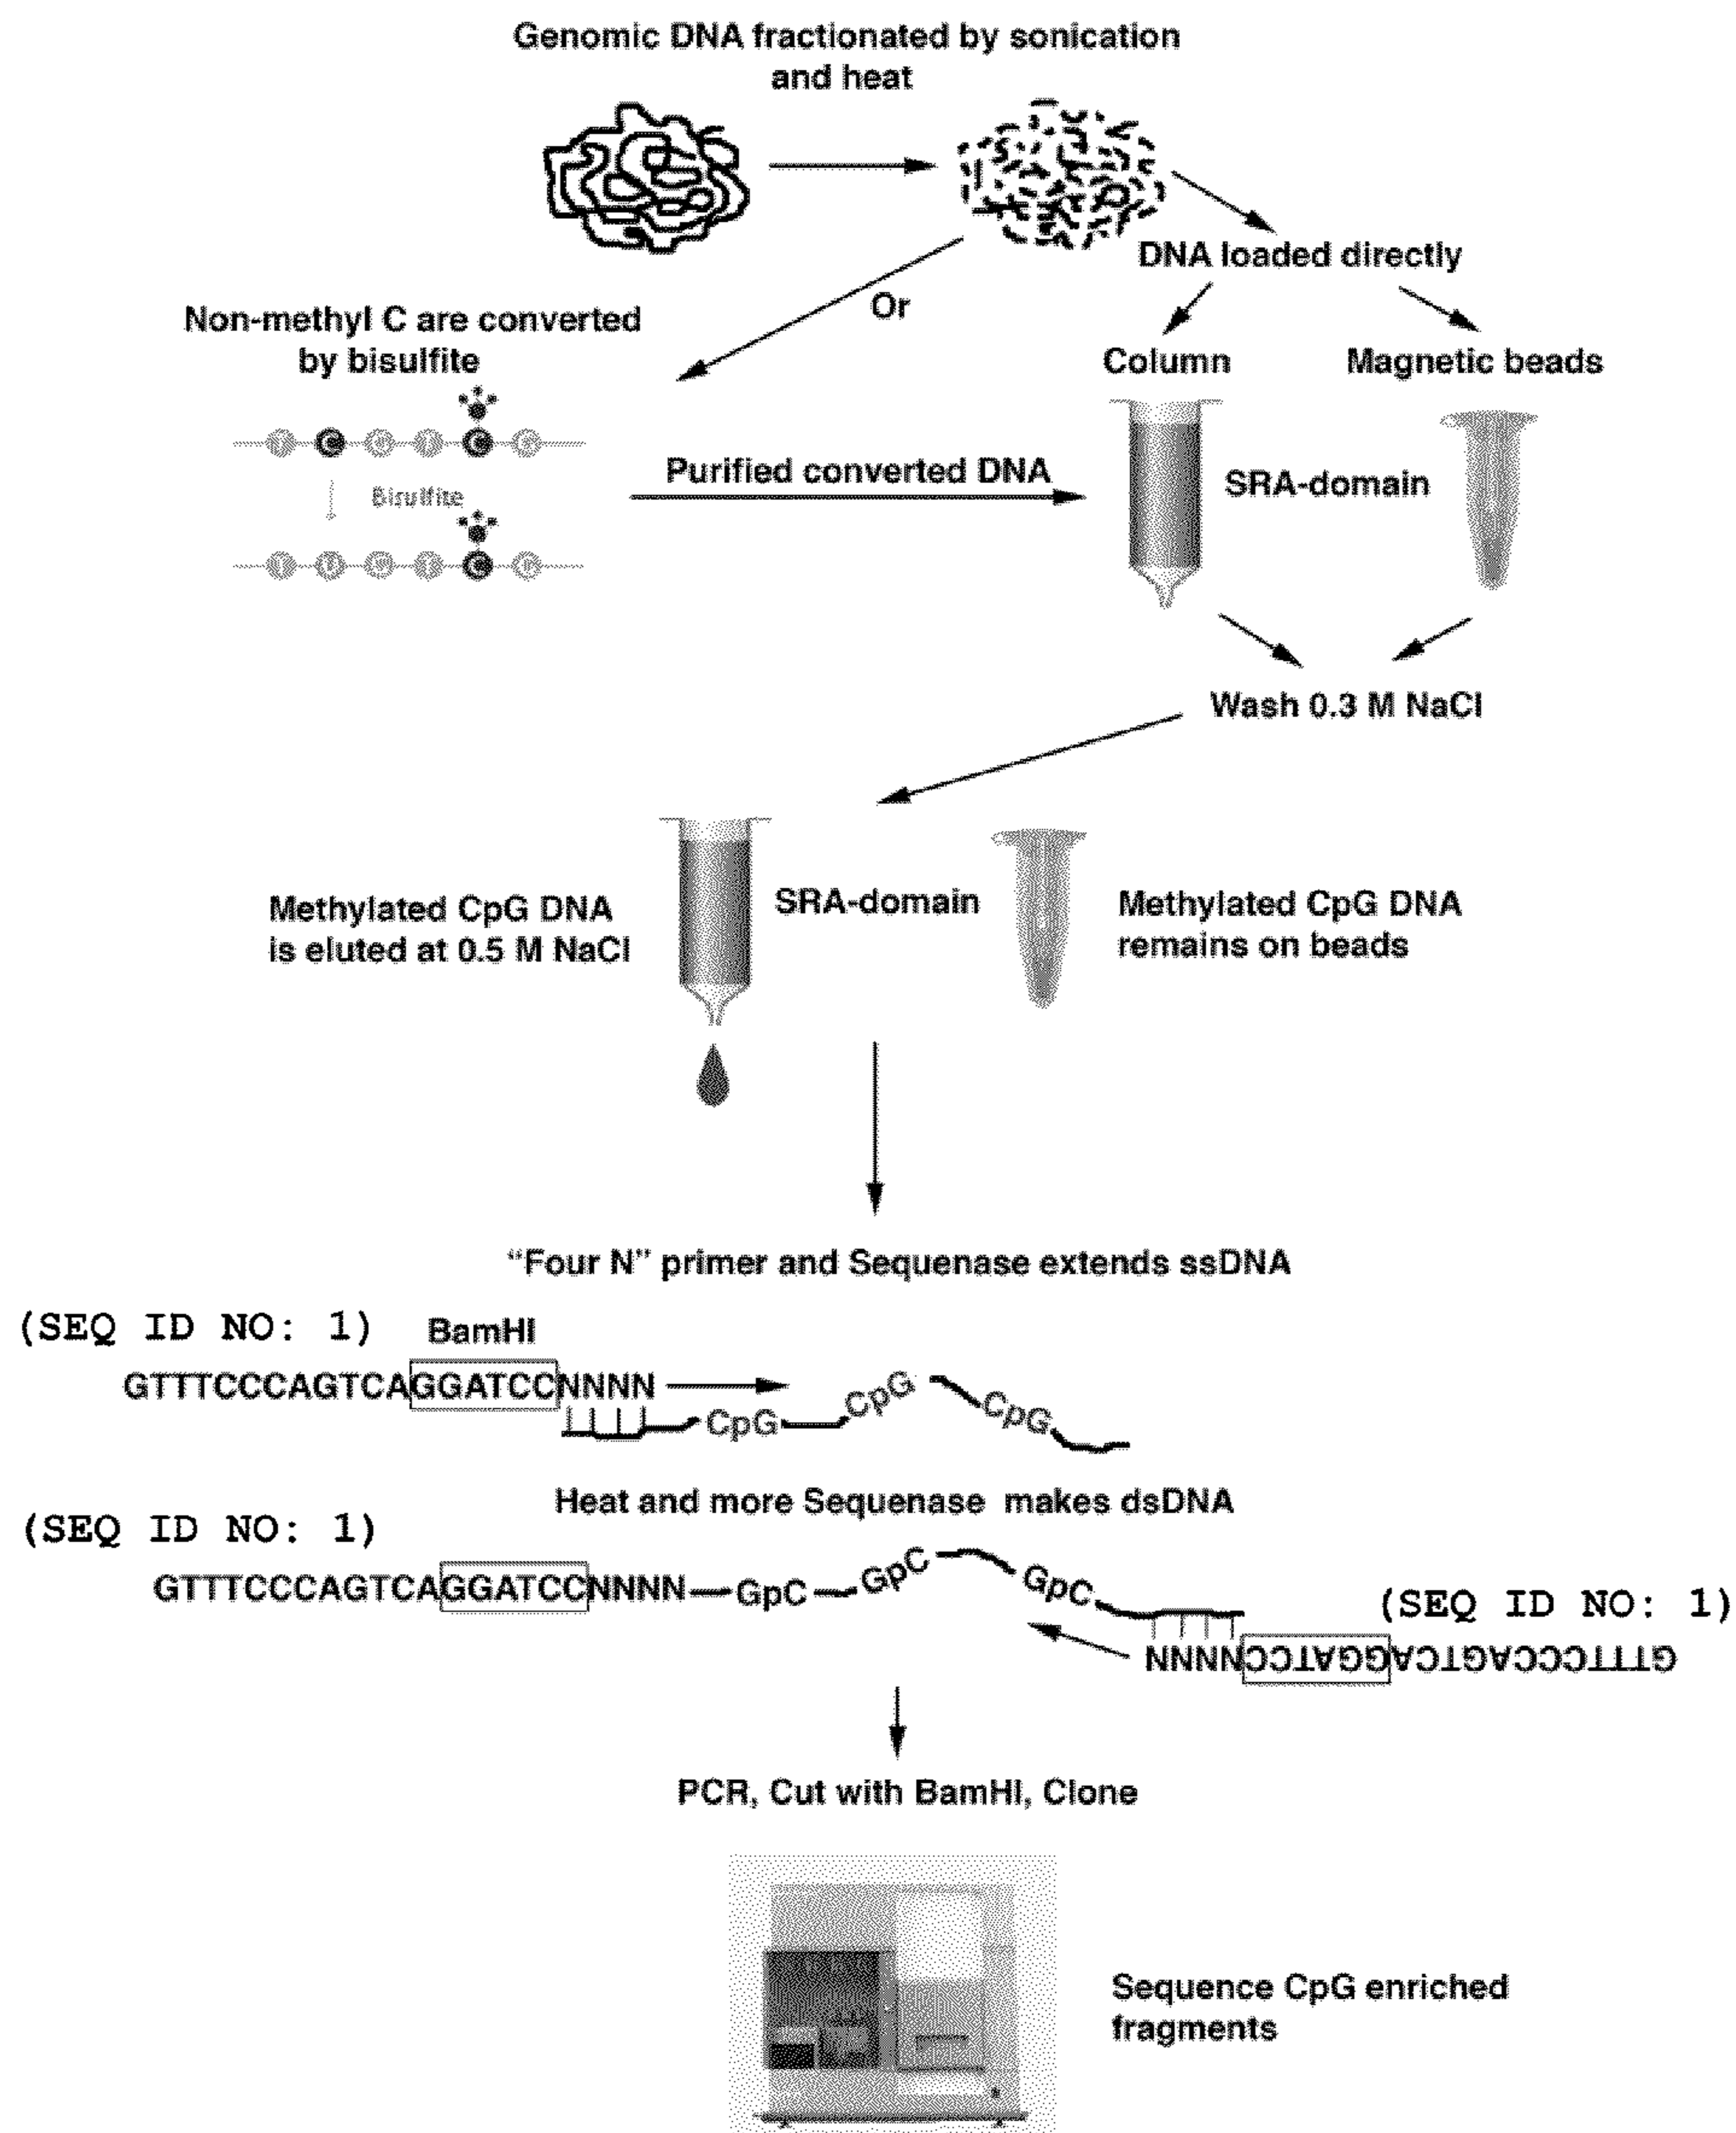 Genomic DNA fractionated by sonication
and heat
DNA loaded directly
Or
Non-methyl C are converted
by bisulfite
Column
Magnetic beads
T C G T C G
Bisulfite
Purified converted DNA
SRA-domain
T U G T C G
Wash 0.3 M NaCl
Methylated CpG DNA
is eluted at 0.5 M NaCl
SRA-domain
Methylated CpG DNA
remains on beads
“Four N” primer and Sequenase extends ssDNA
(SEQ ID NO: 1)
BamHI
GTTTCCCAGTCAGGATCCNNNN
CpG
CpG
CpG
Heat and more Sequenase makes dsDNA
(SEQ ID NO: 1)
GTTTCCCAGTCAGGATCCNNNN
GpC
GpC
GpC
(SEQ ID NO: 1)
GTTTCCCAGTCAGGATCCNNNN
PCR, Cut with BamHI, Clone
Sequence CpG enriched
fragments